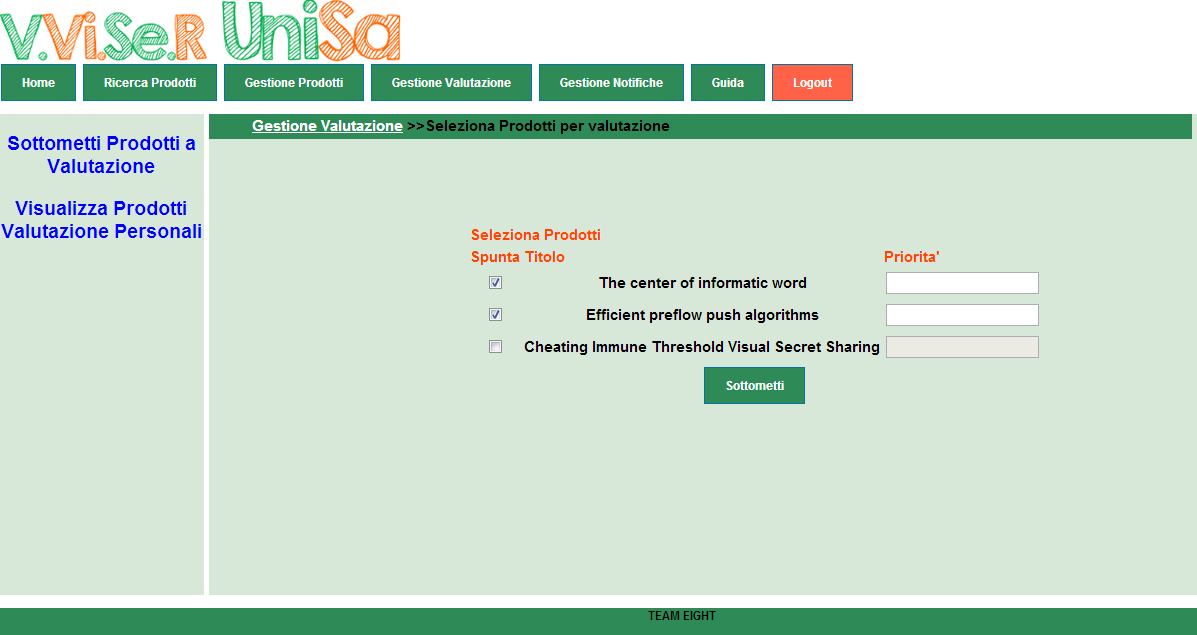 V.Vi.Se.R UniSa
Home Ricerca Prodotti Gestione Prodotti Gestione Valutazione Gestione Notifiche Guida Logout
Sottometti Prodotti a
Valutazione
Visualizza Prodotti
Valutazione Personali
Gestione Valutazione >>Seleziona Prodotti per valutazione
Seleziona Prodotti
Spunta Titolo Priorita'
The center of informatic word
Efficient preflow push algorithms
Cheating Immune Threshold Visual Secret Sharing
Sottometti
TEAM EIGHT